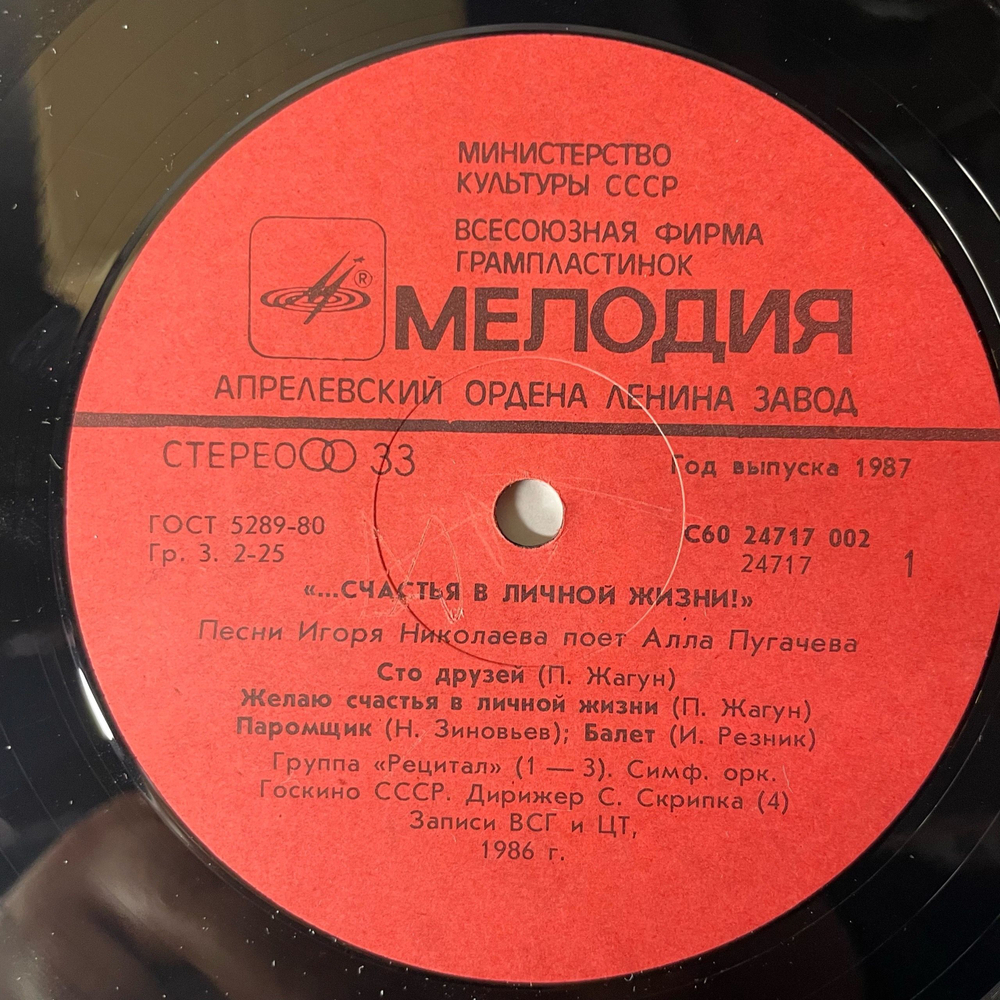 МИНИСТЕРСТВО
КУЛЬТУРЫ СССР
ВСЕСОЮЗНАЯ ФИРМА
ГРАМПЛАСТИНОК
®
МЕЛОДИЯ
АПРЕЛЕВСКИЙ ОРДЕНА ЛЕНИНА ЗАВОД
СТЕРЕО 33
Год выпуска 1987
ГОСТ 5289-80
Гр. 3. 2-25
С60 24717 002
24717
1
«...СЧАСТЬЯ В ЛИЧНОЙ ЖИЗНИ!»
Песни Игоря Николаева поет Алла Пугачева
Сто друзей (П. Жагун)
Желаю счастья в личной жизни (П. Жагун)
Паромщик (Н. Зиновьев); Балет (И. Резник)
Группа «Рецитал» (1 — 3). Симф. орк.
Госкино СССР. Дирижер С. Скрипка (4)
Записи ВСГ и ЦТ,
1986 г.